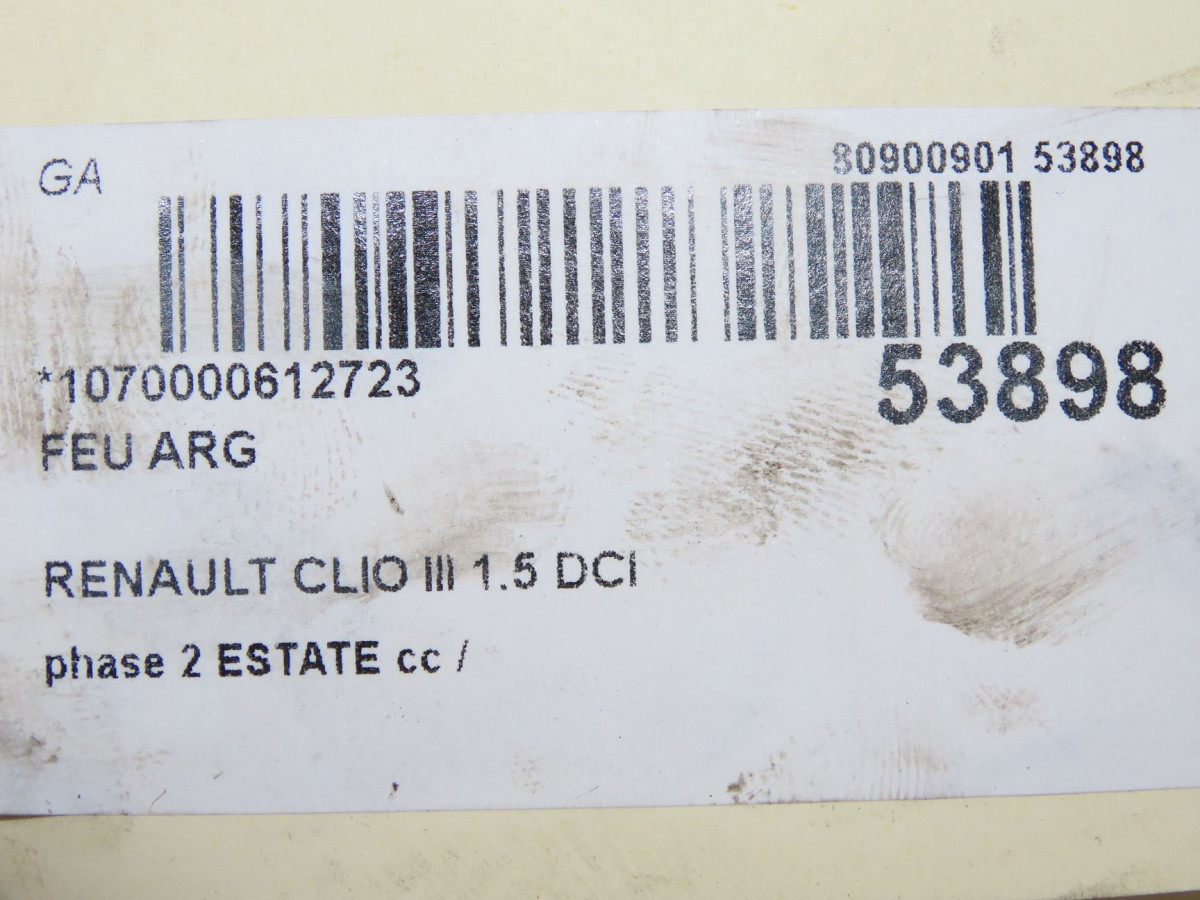 GA
80900901 53898
*1070000612723
53898
FEU ARG
RENAULT CLIO III 1.5 DCI
phase 2 ESTATE cc /